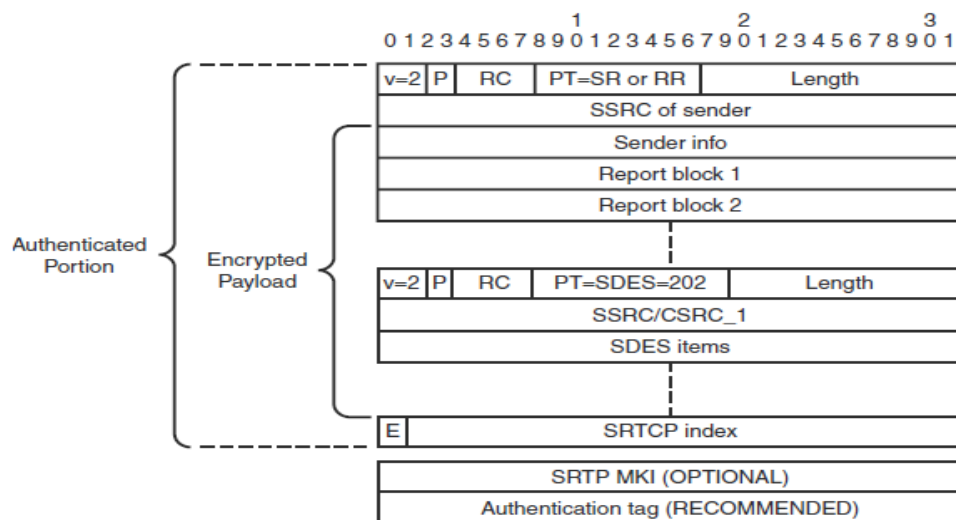 1 2 3
0 1 2 3 4 5 6 7 8 9 0 1 2 3 4 5 6 7 9 0 1 2 3 4 5 6 7 8 9 0 1
v=2 P RC PT=SR or RR Length
SSRC of sender
Sender info
Report block 1
Report block 2
Authenticated
Portion
Encrypted
Payload
v=2 P RC PT=SDES=202 Length
SSRC/CSRC_1
SDES items
E SRTCP index
SRTP MKI (OPTIONAL)
Authentication tag (RECOMMENDED)